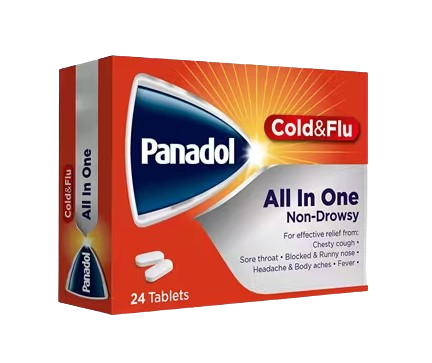 Cold&Flu
Panadol
All In One
Non-Drowsy
For effective relief from:
Chesty cough •
Sore throat • Blocked & Runny nose •
Headache & Body aches • Fever •
24 Tablets
Cold&Flu
All In One
Panadol